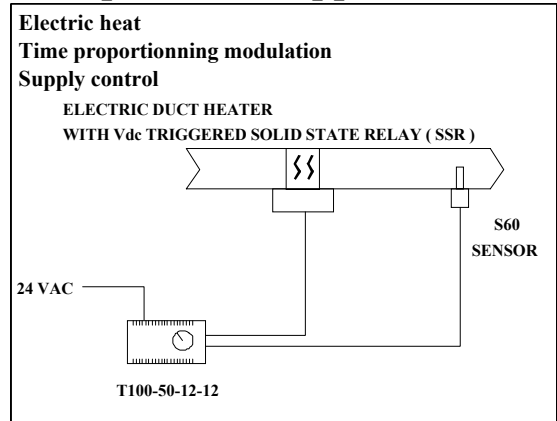 Electric heat
Time proportionning modulation
Supply control
ELECTRIC DUCT HEATER
WITH Vdc TRIGGERED SOLID STATE RELAY ( SSR )
S60
SENSOR
24 VAC
T100-50-12-12